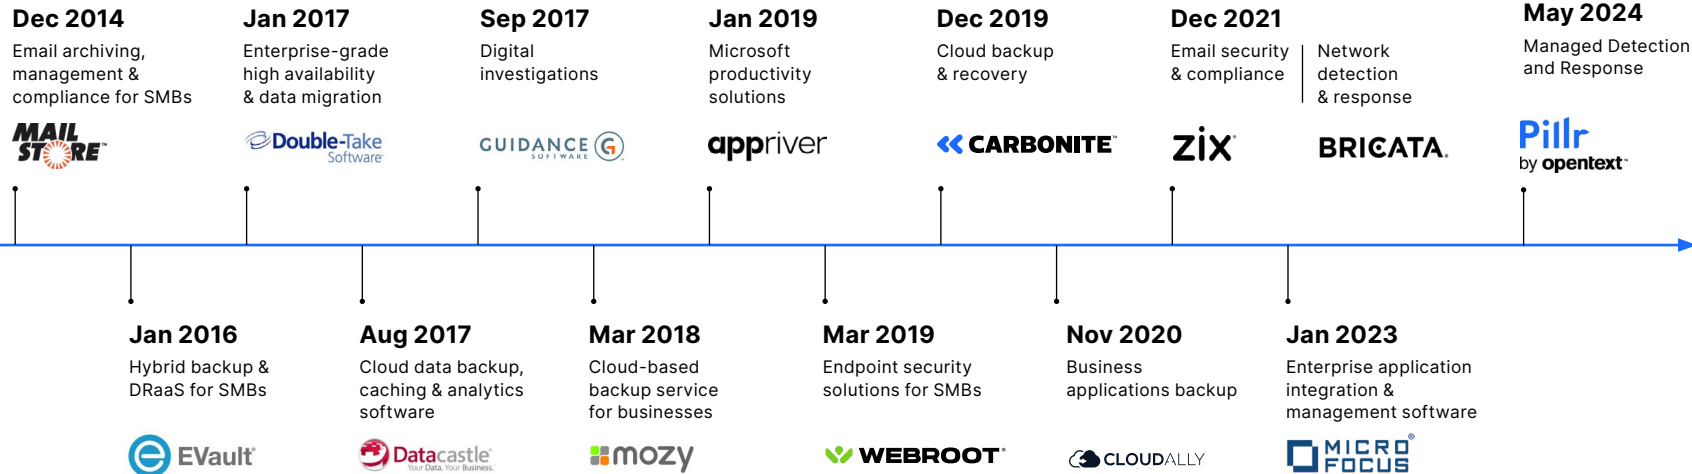 Dec 2014
Email archiving,
management &
compliance for SMBs
MAIL
STORE™
Jan 2017
Enterprise-grade
high availability
& data migration
Double-Take
Software®
Sep 2017
Digital
investigations
GUIDANCE
SOFTWARE
G
Jan 2019
Microsoft
productivity
solutions
appriver
Dec 2019
Cloud backup
& recovery
CARBONITE™
Dec 2021
Email security
& compliance
zix®
Network
detection
& response
BRICATA®
May 2024
Managed Detection
and Response
Pillr
by opentext™
Jan 2016
Hybrid backup &
DRaaS for SMBs
e EVault®
Aug 2017
Cloud data backup,
caching & analytics
software
Datacastle®
Your Data. Your Business.
Mar 2018
Cloud-based
backup service
for businesses
mozy
Mar 2019
Endpoint security
solutions for SMBs
WEBROOT®
Nov 2020
Business
applications backup
CLOUDALLY
Jan 2023
Enterprise application
integration &
management software
MICRO®
FOCUS